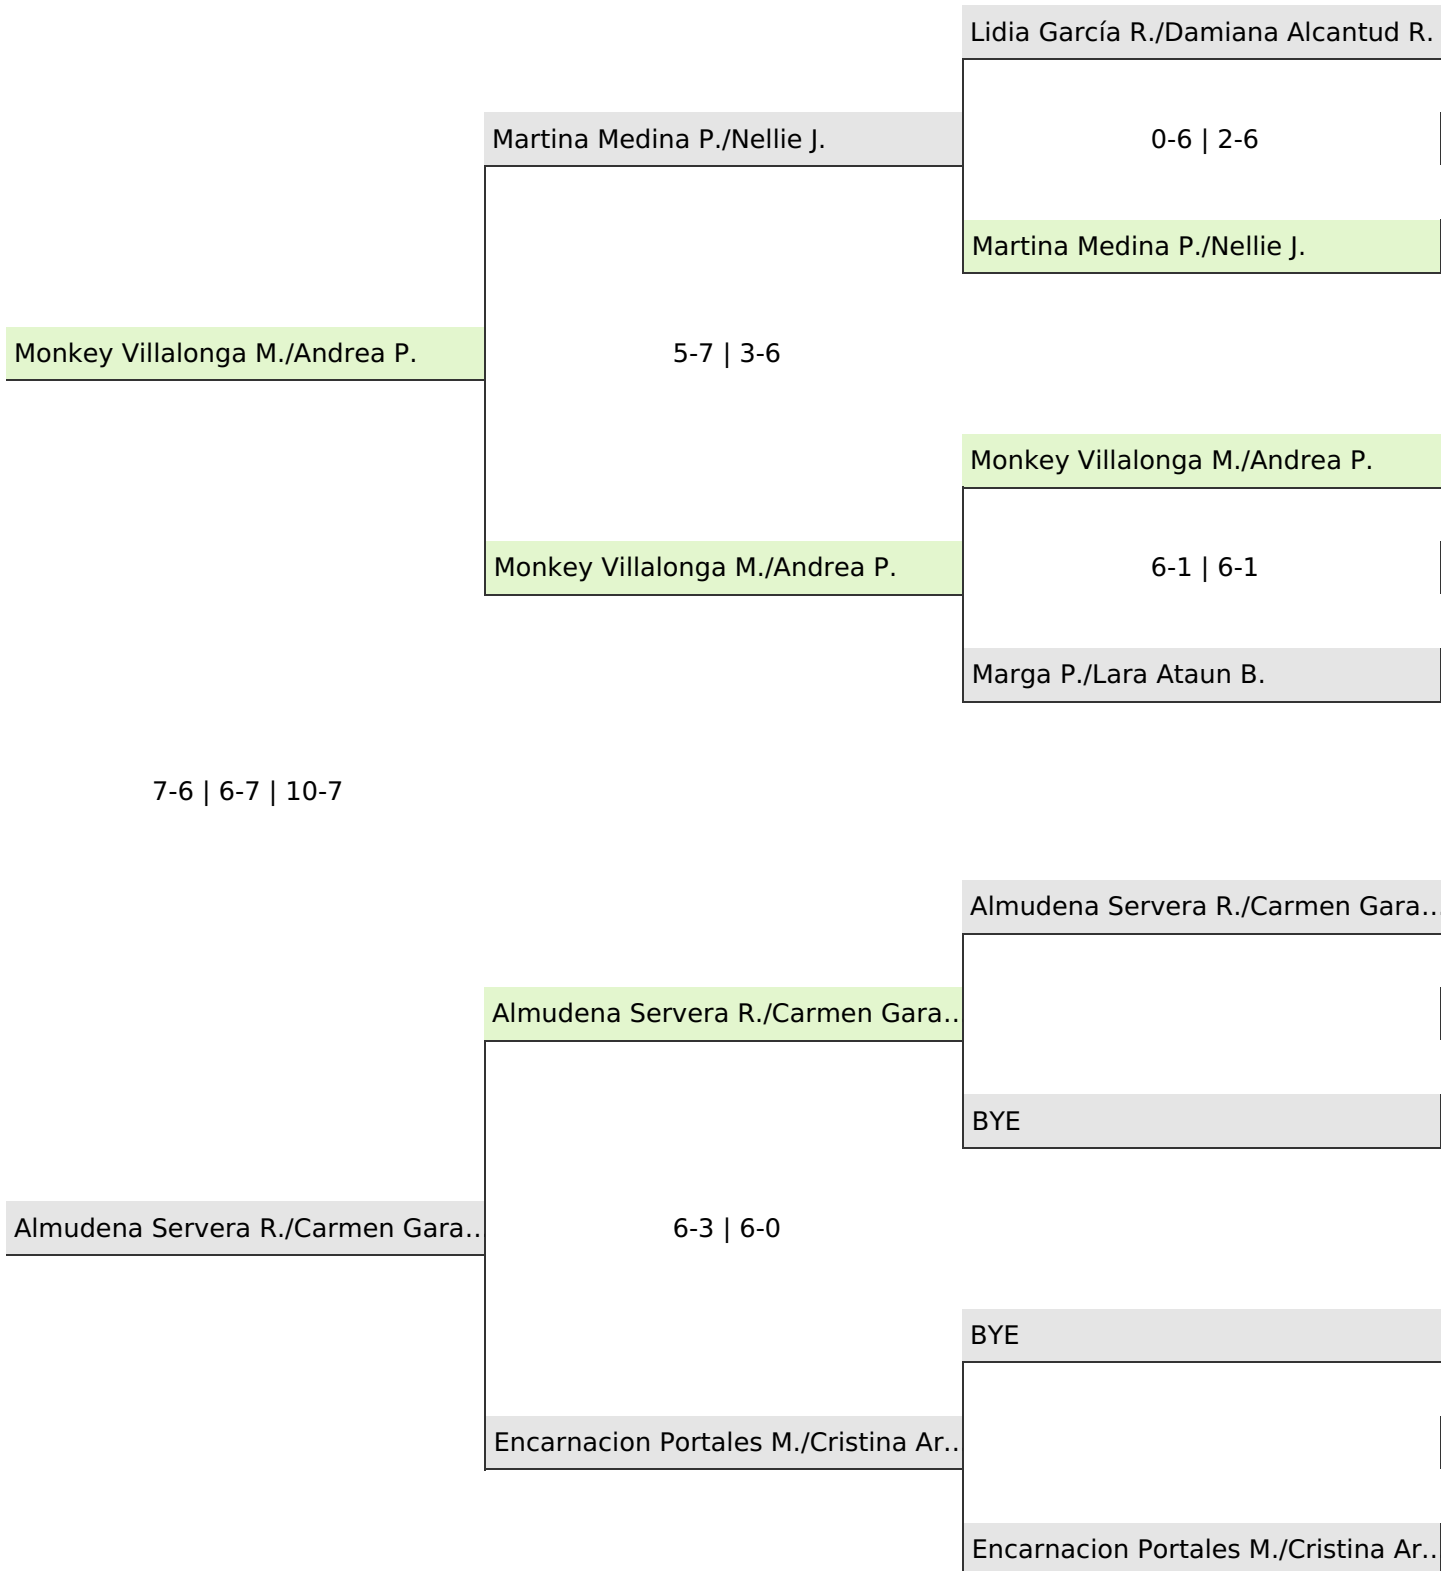 Lidia García R./Damiana Alcantud R.
Martina Medina P./Nellie J.
0-6 | 2-6
Martina Medina P./Nellie J.
Monkey Villalonga M./Andrea P.
5-7 | 3-6
Monkey Villalonga M./Andrea P.
Monkey Villalonga M./Andrea P.
6-1 | 6-1
Marga P./Lara Ataun B.
7-6 | 6-7 | 10-7
Almudena Servera R./Carmen Gara...
Almudena Servera R./Carmen Gara...
BYE
Almudena Servera R./Carmen Gara...
6-3 | 6-0
BYE
Encarnacion Portales M./Cristina Ar...
Encarnacion Portales M./Cristina Ar...